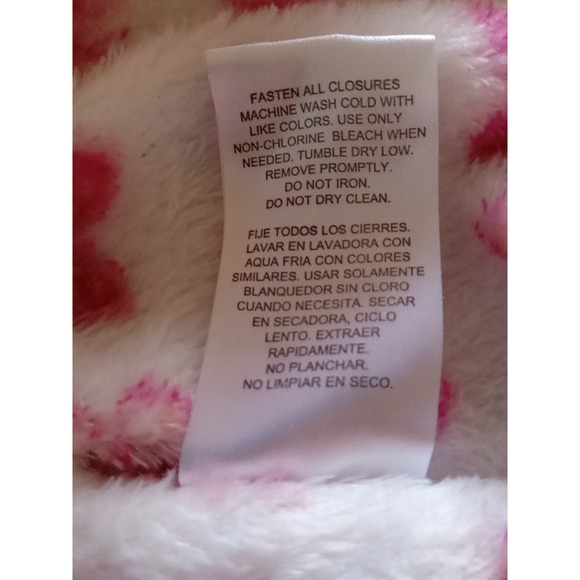 FASTEN ALL CLOSURES
MACHINE WASH COLD WITH
LIKE COLORS. USE ONLY
NON-CHLORINE BLEACH WHEN
NEEDED. TUMBLE DRY LOW.
REMOVE PROMPTLY.
DO NOT IRON.
DO NOT DRY CLEAN.
FIJE TODOS LOS CIERRES.
LAVAR EN LAVADORA CON
AQUA FRIA CON COLORES
SIMILARES. USAR SOLAMENTE
BLANQUEDOR SIN CLORO
CUANDO NECESITA. SECAR
EN SECADORA, CICLO
LENTO. EXTRAER
RAPIDAMENTE.
NO PLANCHAR.
NO LIMPIAR EN SECO.